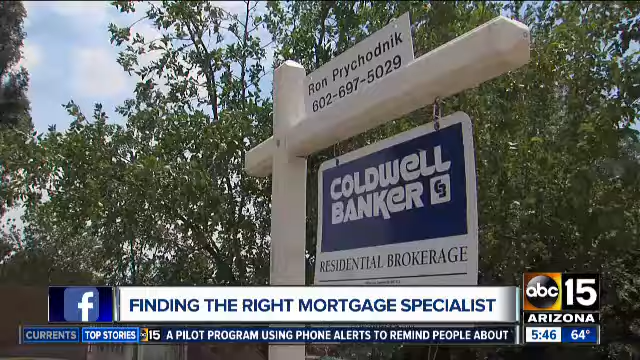 Ron Prychodnik
602-697-5029
COLDWELL
BANKER
CB
RESIDENTIAL BROKERAGE
f
FINDING THE RIGHT MORTGAGE SPECIALIST
abc 15
ARIZONA
CURRENTS TOP STORIES abc 15 A PILOT PROGRAM USING PHONE ALERTS TO REMIND PEOPLE ABOUT
5:46 64°